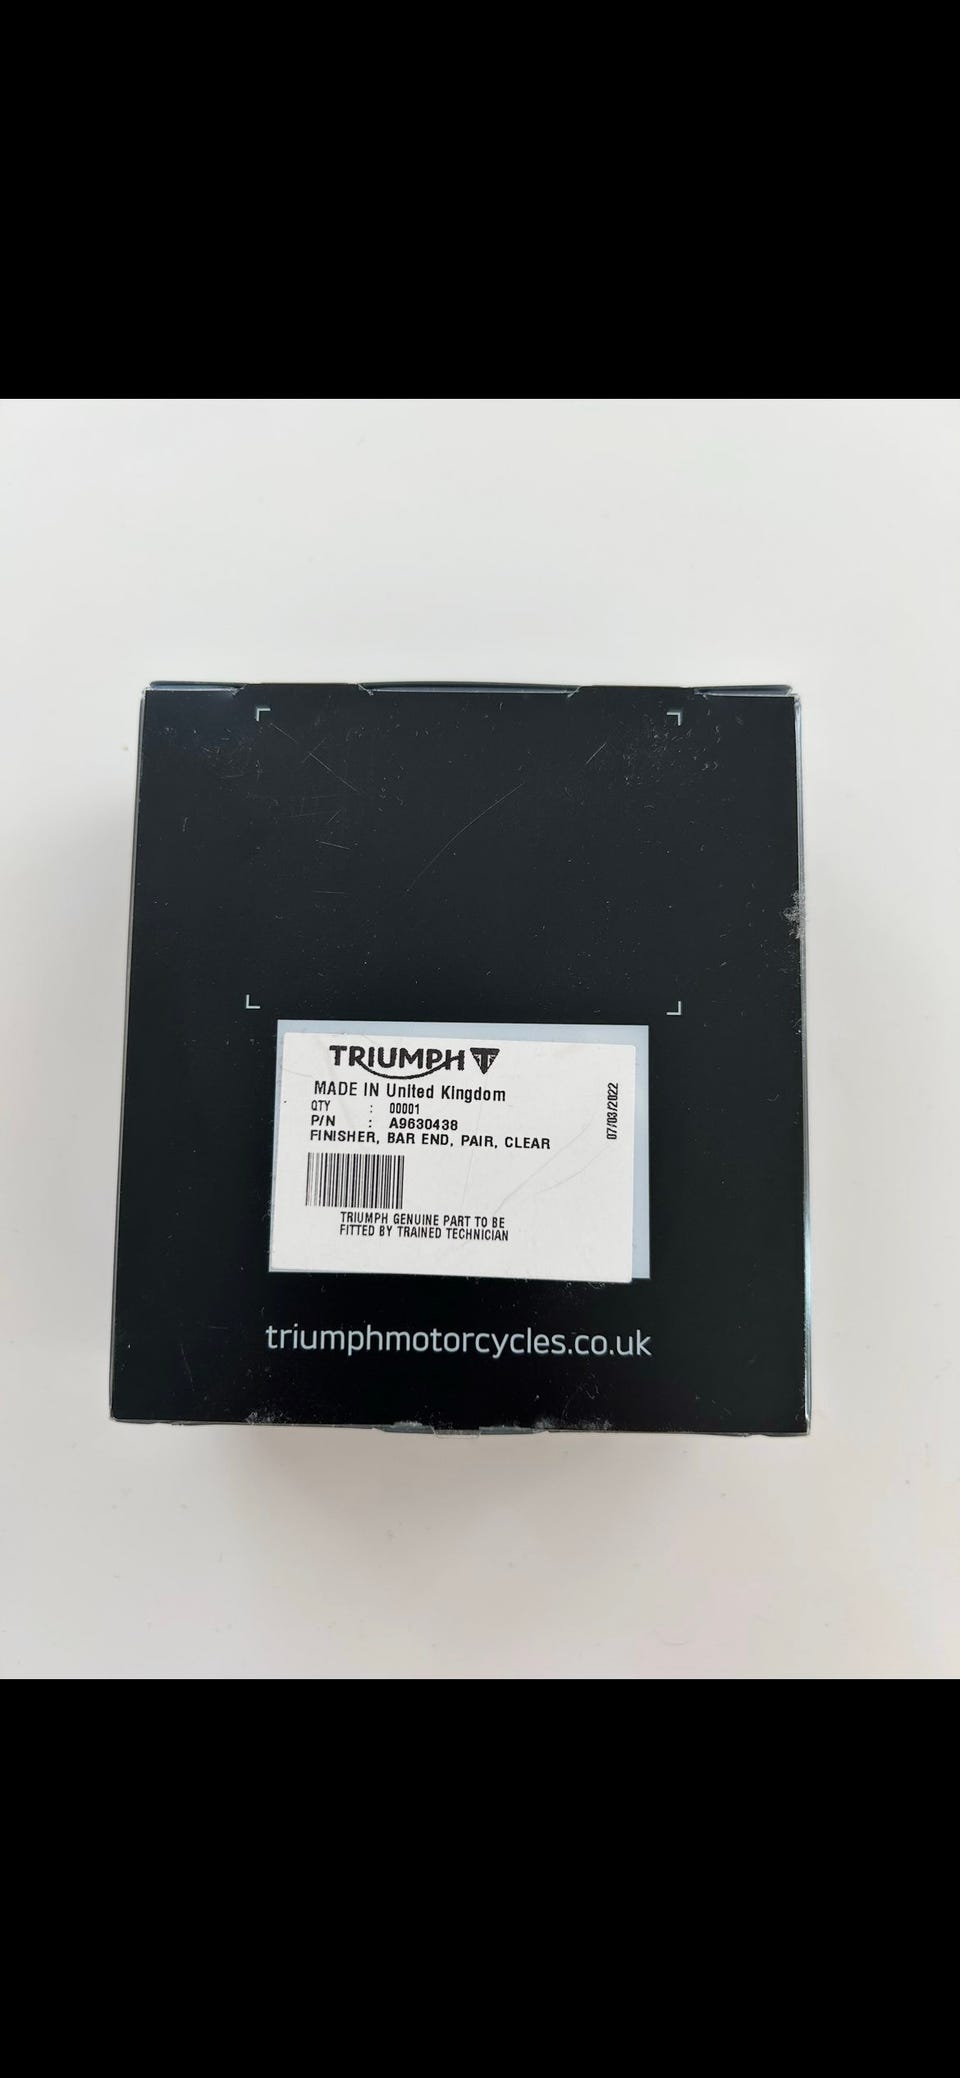 TRIUMPH
MADE IN United Kingdom
QTY : 00001
P/N : A9630438
FINISHER, BAR END, PAIR, CLEAR
07/03/2022
TRIUMPH GENUINE PART TO BE
FITTED BY TRAINED TECHNICIAN
triumphmotorcycles.co.uk